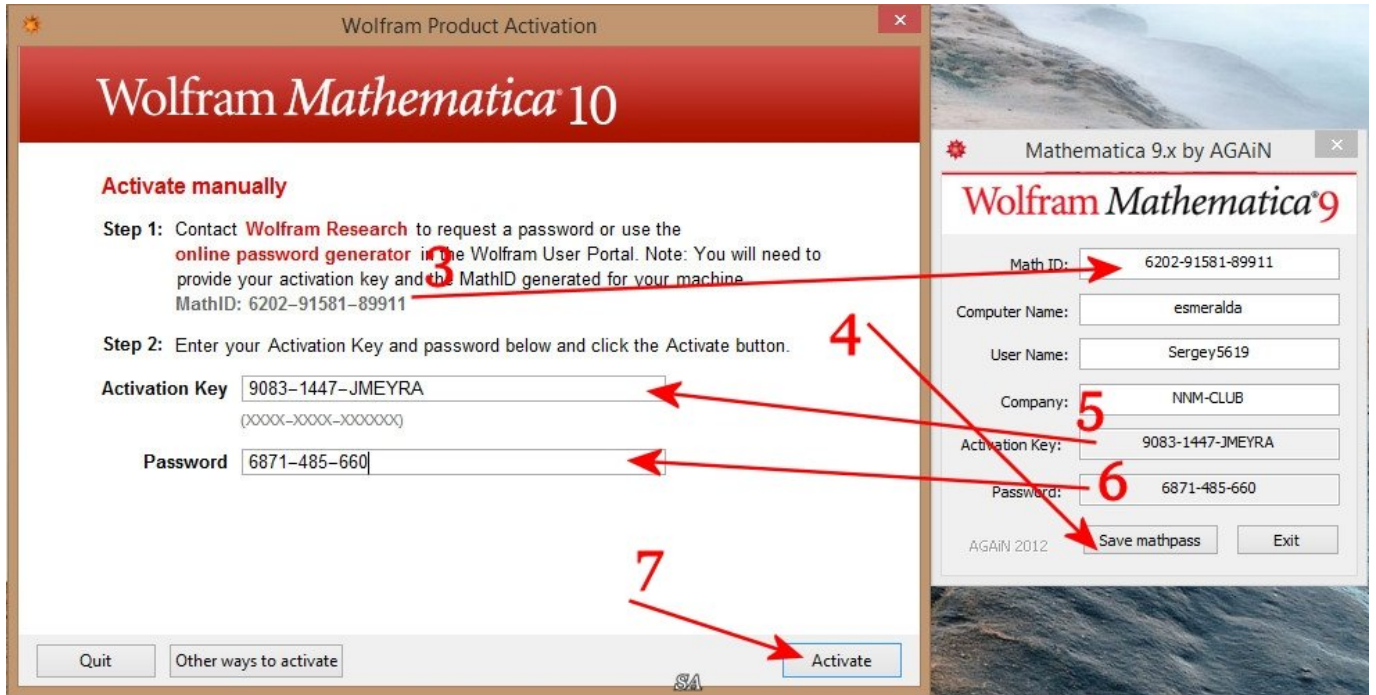 Wolfram Product Activation
Wolfram Mathematica 10
Activate manually
Step 1: Contact Wolfram Research to request a password or use the
online password generator in the Wolfram User Portal. Note: You will need to
provide your activation key and the MathID generated for your machine.
MathID: 6202–91581–89911
3
Step 2: Enter your Activation Key and password below and click the Activate button.
Activation Key 9083–1447–JMEYRA
(XXXX–XXXX–XXXXXX)
Password 6871–485–660
7
Quit
Other ways to activate
Activate
SA
Mathematica 9.x by AGAiN
Wolfram Mathematica®9
Math ID: 6202-91581-89911
4
Computer Name: esmeralda
User Name: Sergey5619
Company: NNM-CLUB
5
Activation Key: 9083-1447-JMEYRA
6
Password: 6871-485-660
AGAiN 2012
Save mathpass
Exit